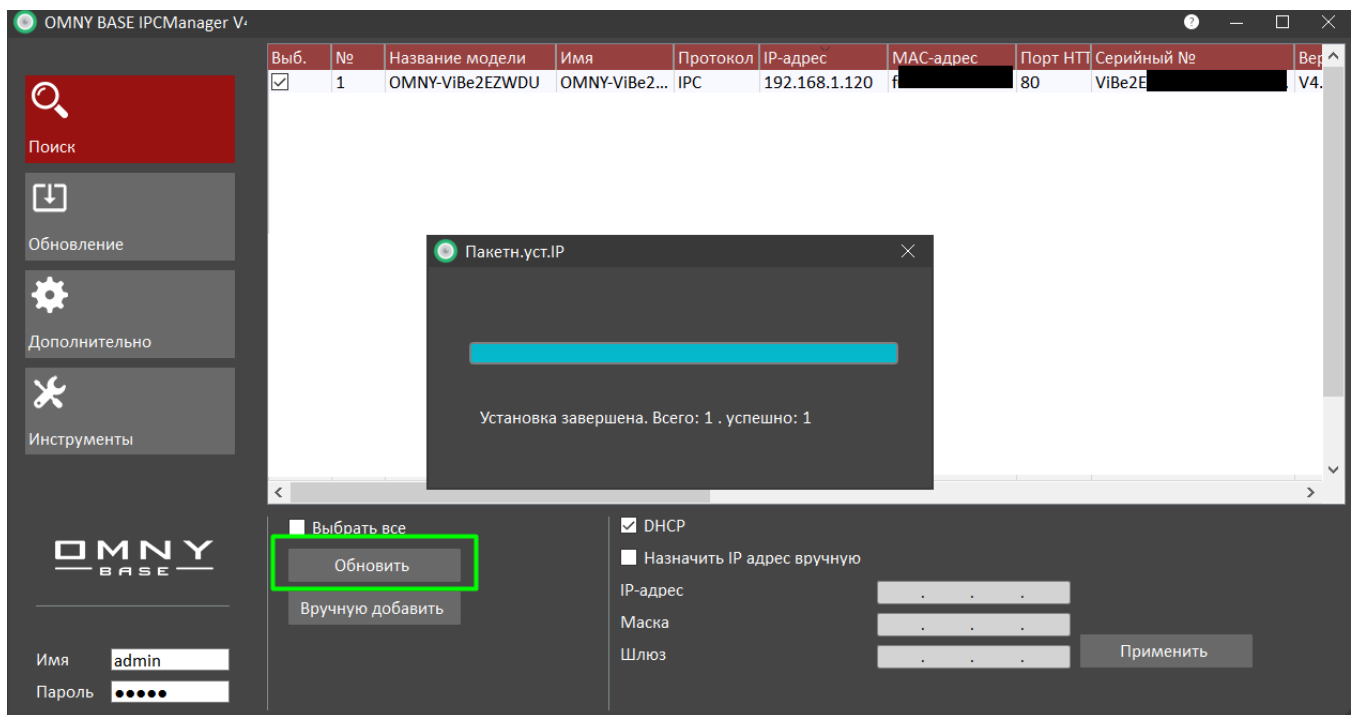 OMNY BASE IPCManager V4
Выб. № Название модели Имя Протокол IP-адрес MAC-адрес Порт HTT Серийный № Вер
1 OMNY-ViBe2EZWDU OMNY-ViBe2... IPC 192.168.1.120 f 80 ViBe2E V4.
Поиск
Обновление
Дополнительно
Инструменты
Пакетн.уст.IP
Установка завершена. Всего: 1 . успешно: 1
OMNY
BASE
Имя admin
Пароль ●●●●●
Выбрать все
Обновить
Вручную добавить
DHCP
Назначить IP адрес вручную
IP-адрес . . .
Маска . . .
Шлюз . . .
Применить